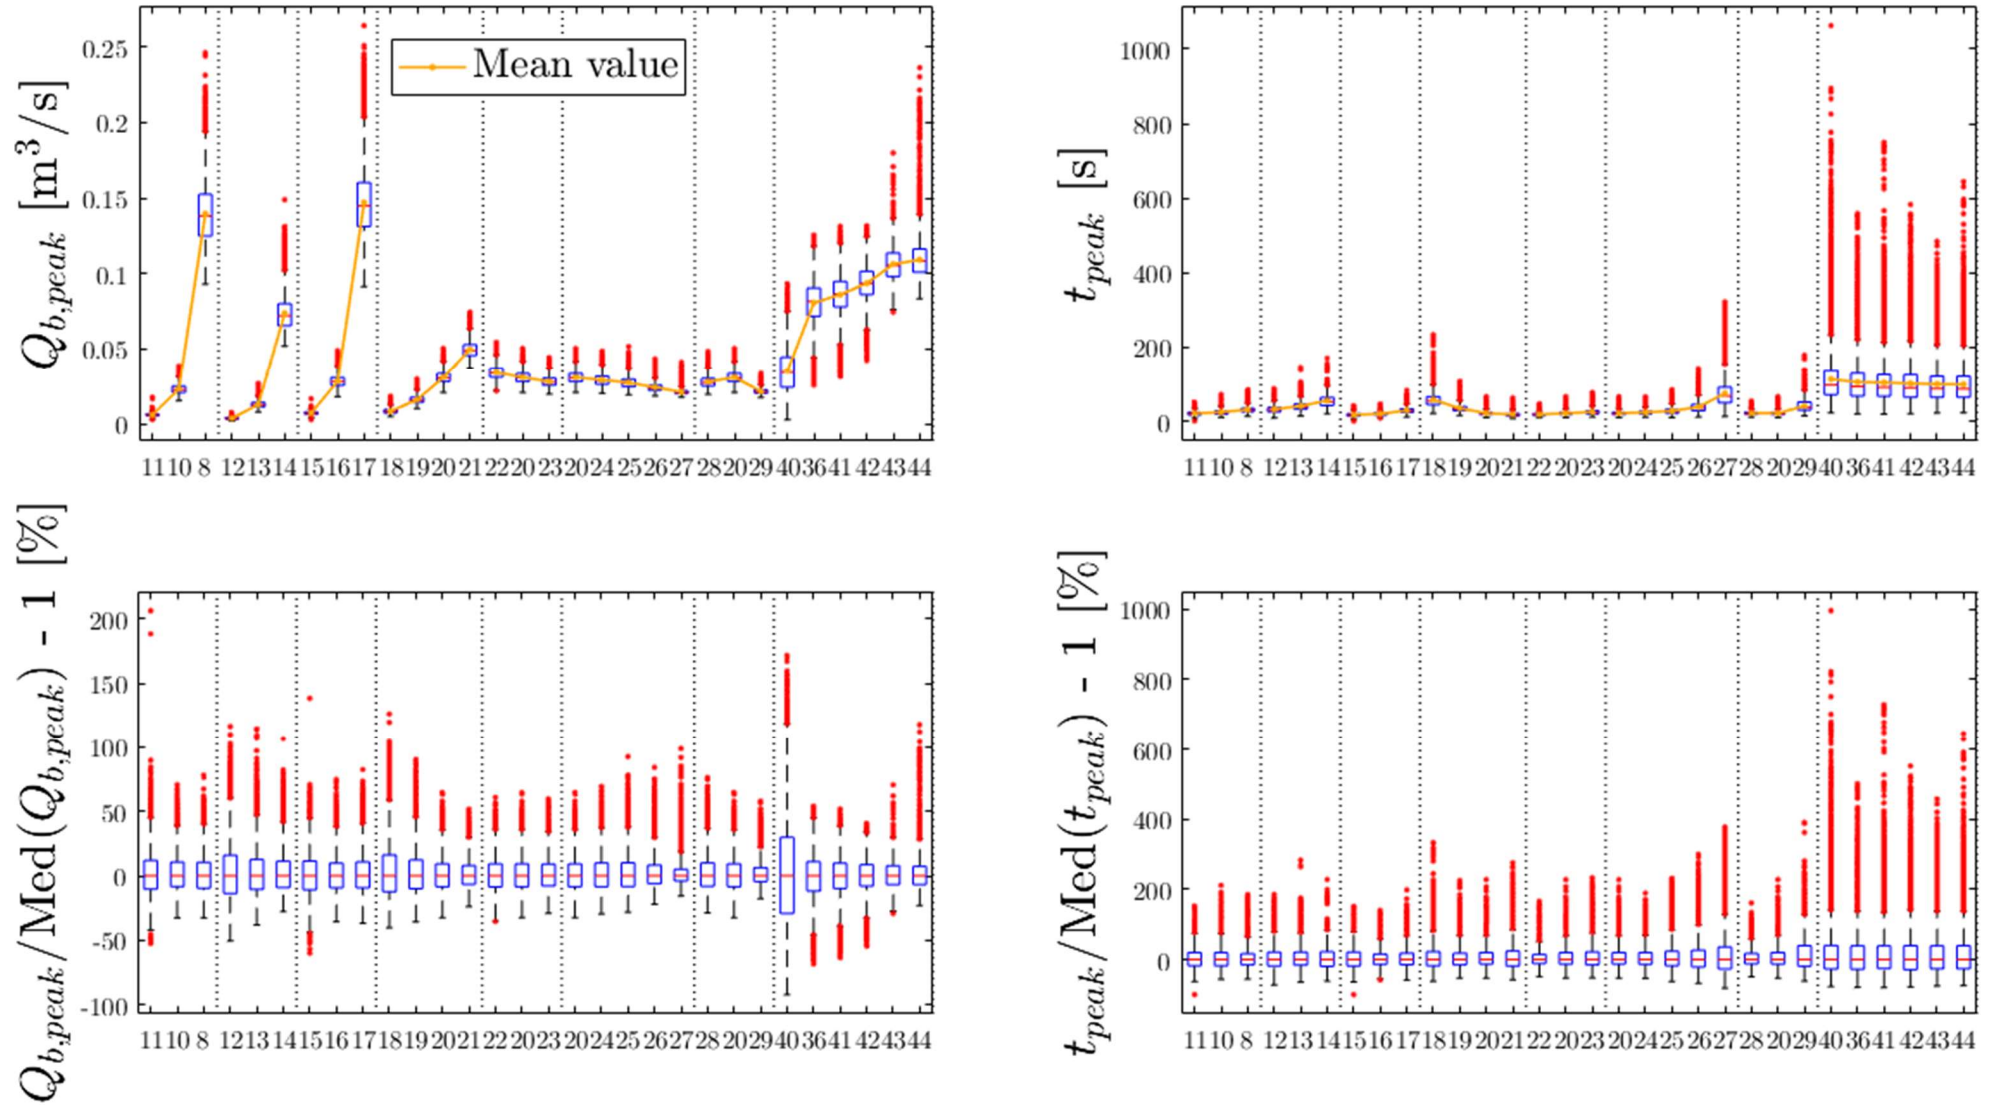 Q_{b,peak} [m³/s]
0.25
0.2
0.15
0.1
0.05
0
Mean value
11 10 8 12 13 14 15 16 17 18 19 20 21 22 20 23 20 24 25 26 27 28 20 29 40 36 41 42 43 44
t_{peak} [s]
1000
800
600
400
200
0
11 10 8 12 13 14 15 16 17 18 19 20 21 22 20 23 20 24 25 26 27 28 20 29 40 36 41 42 43 44
Q_{b,peak}/Med(Q_{b,peak}) - 1 [%]
200
150
100
50
0
-50
-100
11 10 8 12 13 14 15 16 17 18 19 20 21 22 20 23 20 24 25 26 27 28 20 29 40 36 41 42 43 44
t_{peak}/Med(t_{peak}) - 1 [%]
1000
800
600
400
200
0
11 10 8 12 13 14 15 16 17 18 19 20 21 22 20 23 20 24 25 26 27 28 20 29 40 36 41 42 43 44